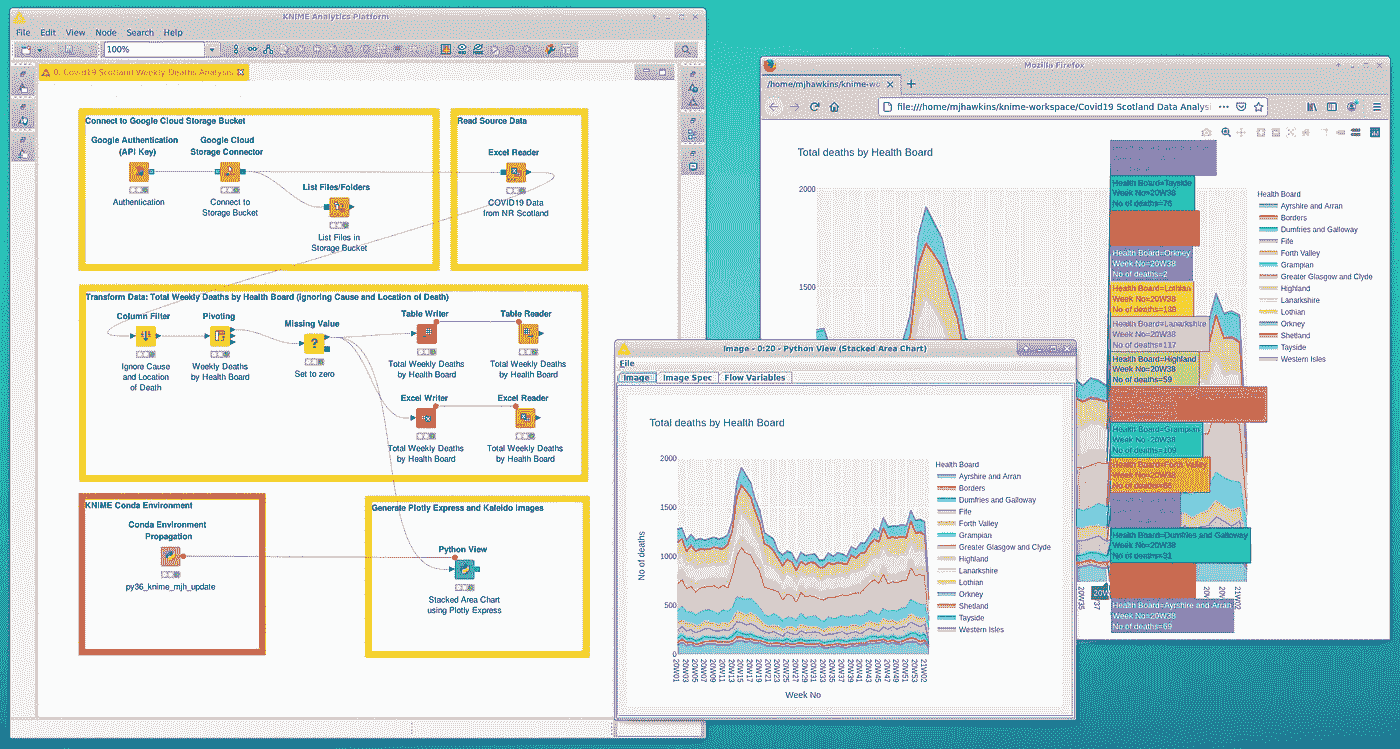 KNIME Analytics Platform
File Edit View Node Search Help
100%
0: Covid19 Scotland Weekly Deaths Analysis
Connect to Google Cloud Storage Bucket
Google Authentication
(API Key)
Authentication
Google Cloud
Storage Connector
Connect to
Storage Bucket
List Files/Folders
List Files in
Storage Bucket
Read Source Data
Excel Reader
COVID19 Data
from NR Scotland
Transform Data: Total Weekly Deaths by Health Board (ignoring Cause and Location of Death)
Column Filter
Ignore Cause
and Location
of Death
Pivoting
Weekly Deaths
by Health Board
Missing Value
Set to zero
Table Writer
Total Weekly Deaths
by Health Board
Table Reader
Total Weekly Deaths
by Health Board
Excel Writer
Total Weekly Deaths
by Health Board
Excel Reader
Total Weekly Deaths
by Health Board
KNIME Conda Environment
Conda Environment
Propagation
py36_knime_mjh_update
Generate Plotly Express and Kaleido Images
Python View
Stacked Area Chart
using Plotly Express
Mozilla Firefox
/home/mjhawkins/knime-wo
file:///home/mjhawkins/knime-workspace/Covid19 Scotland Data Analysi
Total deaths by Health Board
2000
1500
Health Board=Tayside
Week No=20W38
No of deaths=76
Health Board=Orkney
Week No=20W38
No of deaths=2
Health Board=Lothian
Week No=20W38
No of deaths=138
Health Board=Lanarkshire
Week No=20W38
No of deaths=117
Health Board=Highland
Week No=20W38
No of deaths=59
Health Board=Grampian
Week No=20W38
No of deaths=109
Health Board=Forth Valley
Health Board=Dumfries and Galloway
Week No=20W38
No of deaths=31
Health Board=Ayrshire and Arran
Week No=20W38
No of deaths=69
Health Board
Ayrshire and Arran
Borders
Dumfries and Galloway
Fife
Forth Valley
Grampian
Greater Glasgow and Clyde
Highland
Lanarkshire
Lothian
Orkney
Shetland
Tayside
Western Isles
21W02
Image - 0:20 - Python View (Stacked Area Chart)
File
Image Image Spec Flow Variables
Total deaths by Health Board
No of deaths
2000
1500
1000
500
0
20W01
20W03
20W05
20W07
20W09
20W11
20W13
20W15
20W17
20W19
20W21
20W23
20W25
20W27
20W29
20W31
20W33
20W35
20W37
20W39
20W41
20W43
20W45
20W47
20W49
20W51
20W53
21W02
Week No
Health Board
Ayrshire and Arran
Borders
Dumfries and Galloway
Fife
Forth Valley
Grampian
Greater Glasgow and Clyde
Highland
Lanarkshire
Lothian
Orkney
Shetland
Tayside
Western Isles